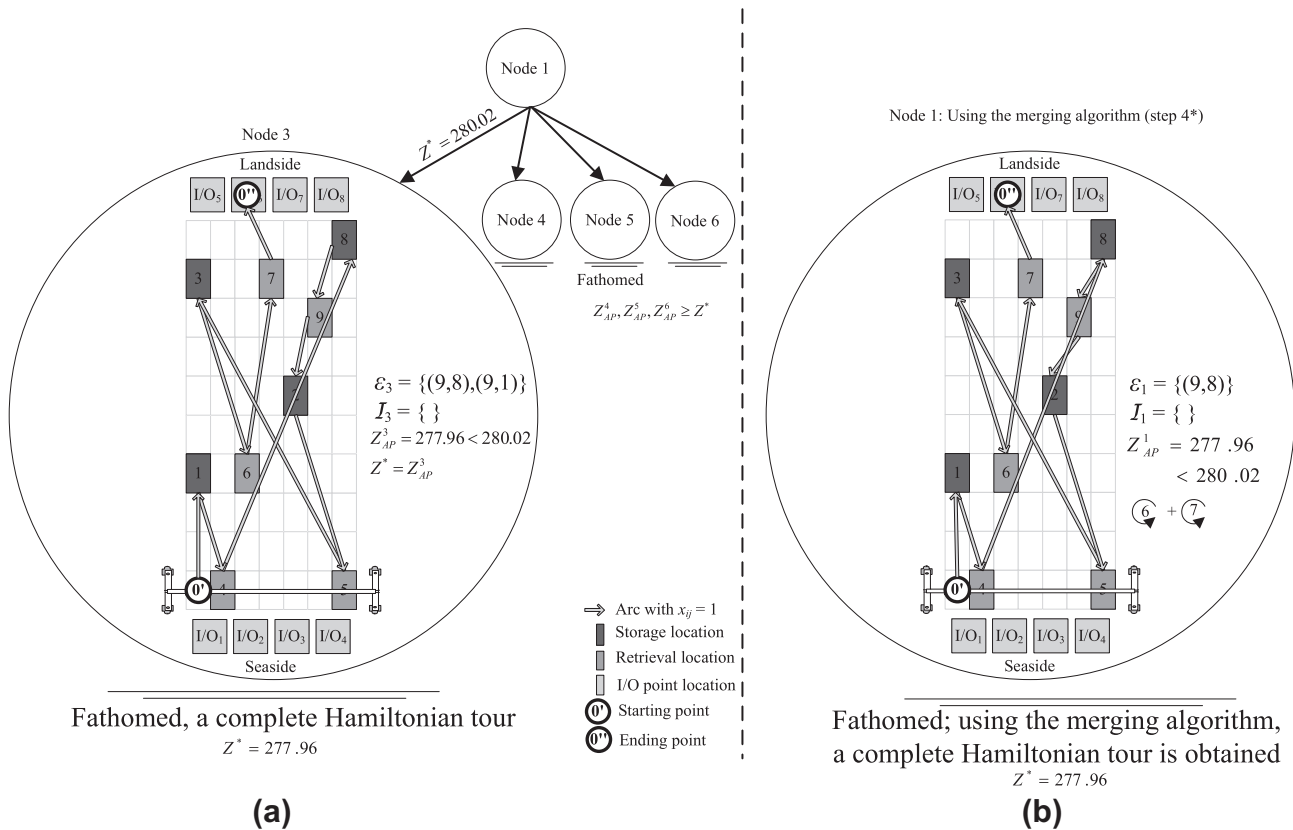 Node 1
Z* = 280.02
Node 3
Landside
I/O5
0''
I/O7
I/O8
8
3
7
9
2
1
6
0'
4
5
I/O1
I/O2
I/O3
I/O4
Seaside
ε3 = {(9,8),(9,1)}
I3 = { }
Z³AP = 277.96 < 280.02
Z* = Z³AP
Node 4
Node 5
Node 6
Fathomed
Z⁴AP, Z⁵AP, Z⁶AP ≥ Z*
Fathomed, a complete Hamiltonian tour
Z* = 277 .96
(a)
Arc with xij = 1
Storage location
Retrieval location
I/O point location
0' Starting point
0'' Ending point
Node 1: Using the merging algorithm (step 4*)
Landside
I/O5
0''
I/O7
I/O8
8
3
7
9
2
1
6
0'
4
5
I/O1
I/O2
I/O3
I/O4
Seaside
ε1 = {(9,8)}
I1 = { }
Z¹AP = 277 .96
< 280 .02
6 + 7
Fathomed; using the merging algorithm,
a complete Hamiltonian tour is obtained
Z* = 277.96
(b)